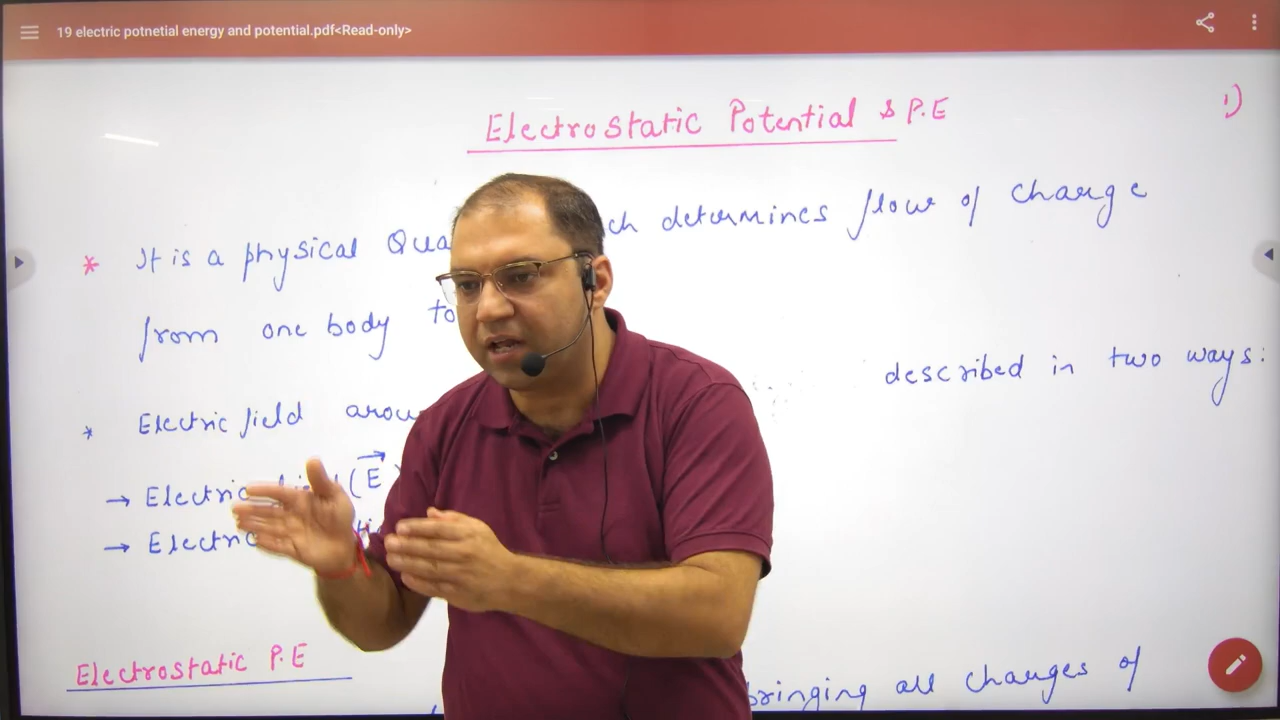 19 electric potnetial energy and potential.pdf<Read-only>
Electrostatic Potential & P.E
1)
* It is a physical Qua ch determines flow of charge
from one body to
* Electric field arou described in two ways:
→ Electric (E⃗)
→ Electric
Electrostatic P.E
bringing all charges of